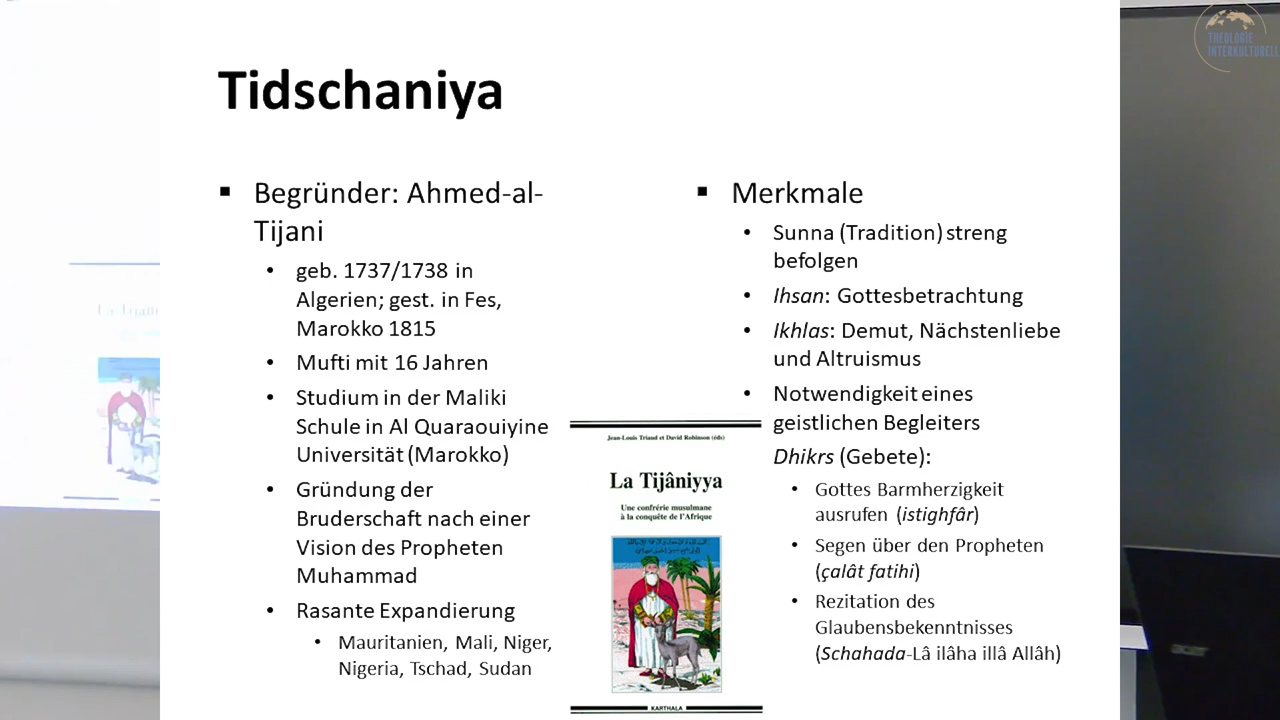 THEOLOGIE
INTERKULTURELL
Tidschaniya
▪ Begründer: Ahmed-al-
Tijani
• geb. 1737/1738 in
Algerien; gest. in Fes,
Marokko 1815
• Mufti mit 16 Jahren
• Studium in der Maliki
Schule in Al Quaraouiyine
Universität (Marokko)
• Gründung der
Bruderschaft nach einer
Vision des Propheten
Muhammad
• Rasante Expandierung
• Mauritanien, Mali, Niger,
Nigeria, Tschad, Sudan
▪ Merkmale
• Sunna (Tradition) streng
befolgen
• Ihsan: Gottesbetrachtung
• Ikhlas: Demut, Nächstenliebe
und Altruismus
• Notwendigkeit eines
geistlichen Begleiters
Dhikrs (Gebete):
• Gottes Barmherzigkeit
ausrufen (istighfâr)
• Segen über den Propheten
(çalât fatihi)
• Rezitation des
Glaubensbekenntnisses
(Schahada-Lâ ilâha illâ Allâh)
Jean-Louis Triaud et David Robinson (éds)
La Tijâniyya
Une confrérie musulmane
à la conquête de l'Afrique
KARTHALA